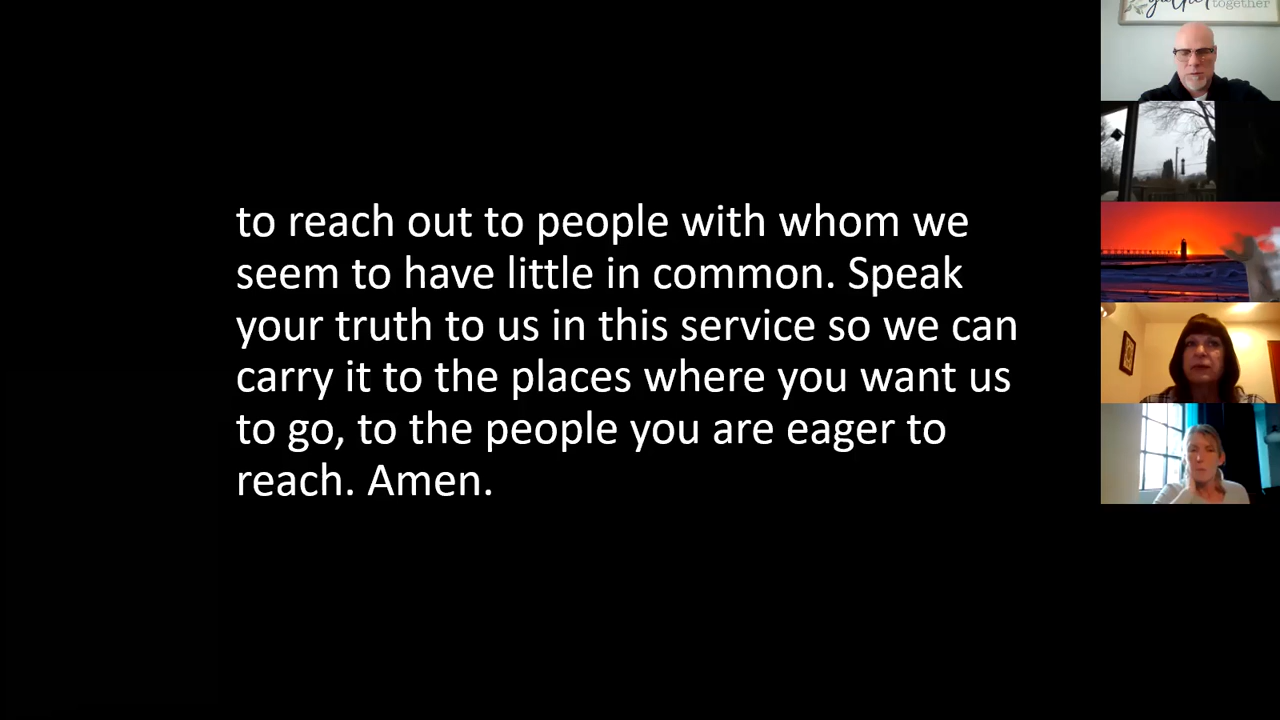 gather together
to reach out to people with whom we
seem to have little in common. Speak
your truth to us in this service so we can
carry it to the places where you want us
to go, to the people you are eager to
reach. Amen.